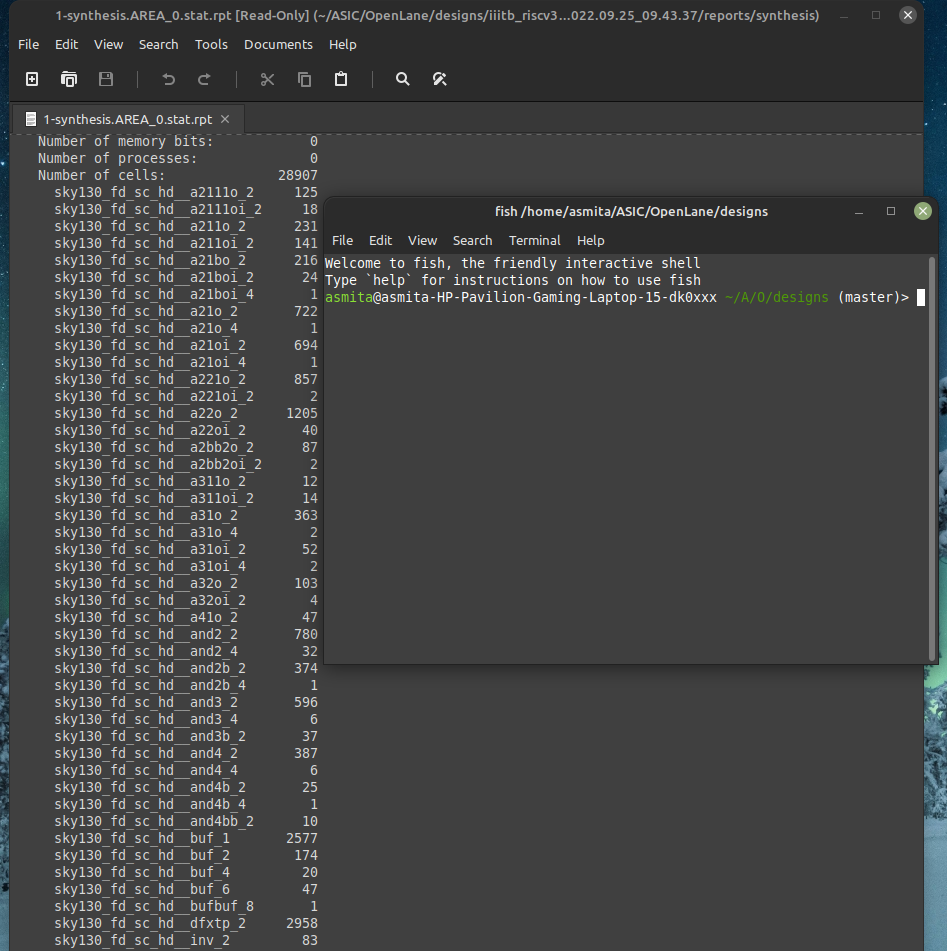 1-synthesis.AREA_0.stat.rpt [Read-Only] (~/ASIC/OpenLane/designs/iiitb_riscv3...022.09.25_09.43.37/reports/synthesis)
File Edit View Search Tools Documents Help
1-synthesis.AREA_0.stat.rpt
Number of memory bits: 0
Number of processes: 0
Number of cells: 28907
sky130_fd_sc_hd__a2111o_2 125
sky130_fd_sc_hd__a2111oi_2 18
sky130_fd_sc_hd__a211o_2 231
sky130_fd_sc_hd__a211oi_2 141
sky130_fd_sc_hd__a21bo_2 216
sky130_fd_sc_hd__a21boi_2 24
sky130_fd_sc_hd__a21boi_4 1
sky130_fd_sc_hd__a21o_2 722
sky130_fd_sc_hd__a21o_4 1
sky130_fd_sc_hd__a21oi_2 694
sky130_fd_sc_hd__a21oi_4 1
sky130_fd_sc_hd__a221o_2 857
sky130_fd_sc_hd__a221oi_2 2
sky130_fd_sc_hd__a22o_2 1205
sky130_fd_sc_hd__a22oi_2 40
sky130_fd_sc_hd__a2bb2o_2 87
sky130_fd_sc_hd__a2bb2oi_2 2
sky130_fd_sc_hd__a311o_2 12
sky130_fd_sc_hd__a311oi_2 14
sky130_fd_sc_hd__a31o_2 363
sky130_fd_sc_hd__a31o_4 2
sky130_fd_sc_hd__a31oi_2 52
sky130_fd_sc_hd__a31oi_4 2
sky130_fd_sc_hd__a32o_2 103
sky130_fd_sc_hd__a32oi_2 4
sky130_fd_sc_hd__a41o_2 47
sky130_fd_sc_hd__and2_2 780
sky130_fd_sc_hd__and2_4 32
sky130_fd_sc_hd__and2b_2 374
sky130_fd_sc_hd__and2b_4 1
sky130_fd_sc_hd__and3_2 596
sky130_fd_sc_hd__and3_4 6
sky130_fd_sc_hd__and3b_2 37
sky130_fd_sc_hd__and4_2 387
sky130_fd_sc_hd__and4_4 6
sky130_fd_sc_hd__and4b_2 25
sky130_fd_sc_hd__and4b_4 1
sky130_fd_sc_hd__and4bb_2 10
sky130_fd_sc_hd__buf_1 2577
sky130_fd_sc_hd__buf_2 174
sky130_fd_sc_hd__buf_4 20
sky130_fd_sc_hd__buf_6 47
sky130_fd_sc_hd__bufbuf_8 1
sky130_fd_sc_hd__dfxtp_2 2958
sky130_fd_sc_hd__inv_2 83
fish /home/asmita/ASIC/OpenLane/designs
File Edit View Search Terminal Help
Welcome to fish, the friendly interactive shell
Type `help` for instructions on how to use fish
asmita@asmita-HP-Pavilion-Gaming-Laptop-15-dk0xxx ~/A/O/designs (master)>